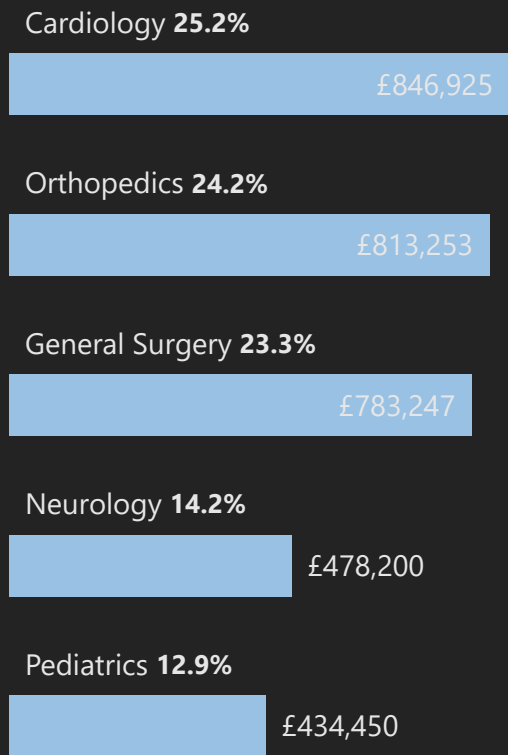 Cardiology 25.2%
£846,925
Orthopedics 24.2%
£813,253
General Surgery 23.3%
£783,247
Neurology 14.2%
£478,200
Pediatrics 12.9%
£434,450